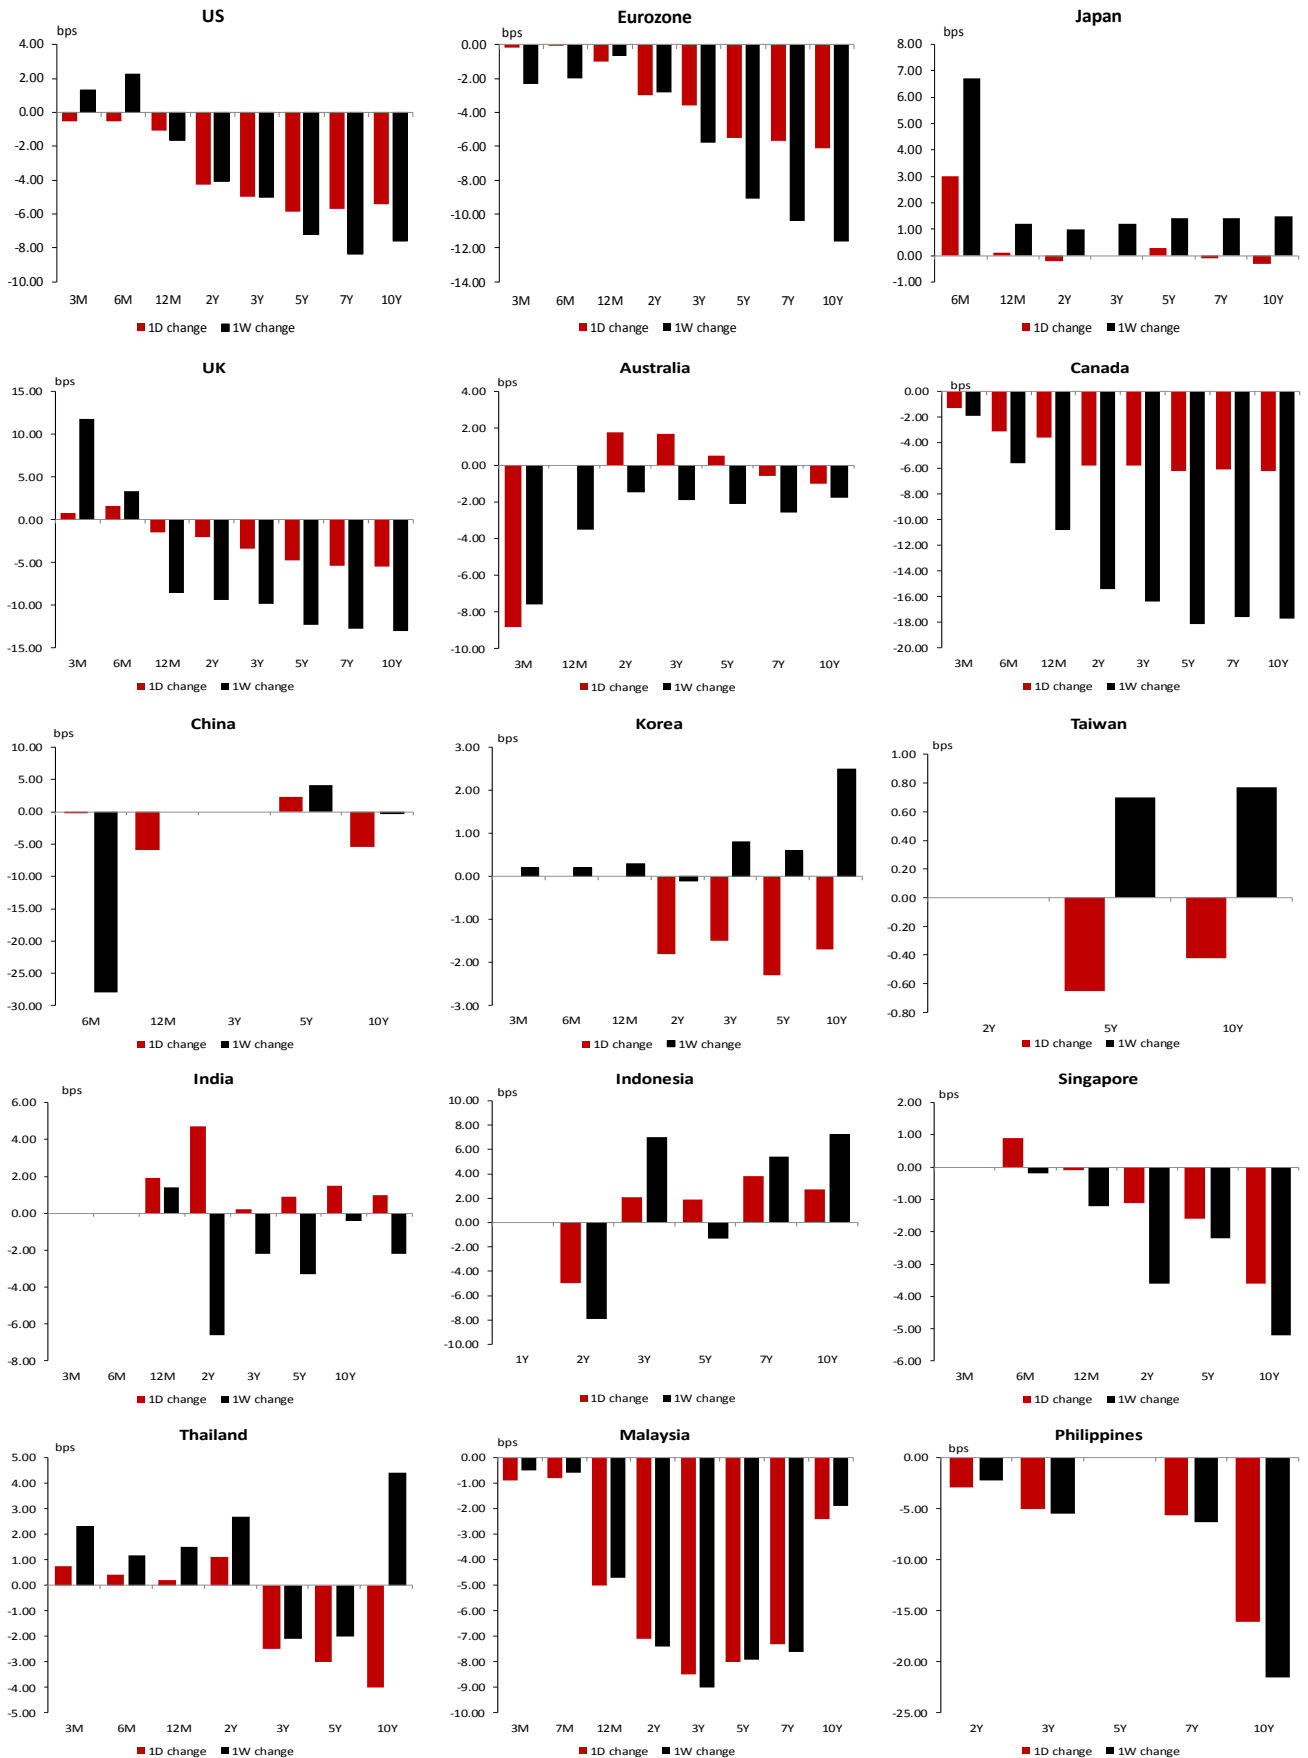 US
bps
4.00
2.00
0.00
-2.00
-4.00
-6.00
-8.00
-10.00
3M 6M 12M 2Y 3Y 5Y 7Y 10Y
1D change 1W change
Eurozone
0.00
-2.00
-4.00
-6.00
-8.00
-10.00
-12.00
-14.00
3M 6M 12M 2Y 3Y 5Y 7Y 10Y
1D change 1W change
Japan
bps
8.00
7.00
6.00
5.00
4.00
3.00
2.00
1.00
0.00
-1.00
6M 12M 2Y 3Y 5Y 7Y 10Y
1D change 1W change
UK
bps
15.00
10.00
5.00
0.00
-5.00
-10.00
-15.00
3M 6M 12M 2Y 3Y 5Y 7Y 10Y
1D change 1W change
Australia
bps
4.00
2.00
0.00
-2.00
-4.00
-6.00
-8.00
-10.00
3M 12M 2Y 3Y 5Y 7Y 10Y
1D change 1W change
Canada
bps
0.00
-2.00
-4.00
-6.00
-8.00
-10.00
-12.00
-14.00
-16.00
-18.00
-20.00
3M 6M 12M 2Y 3Y 5Y 7Y 10Y
1D change 1W change
China
bps
10.00
5.00
0.00
-5.00
-10.00
-15.00
-20.00
-25.00
-30.00
6M 12M 3Y 5Y 10Y
1D change 1W change
Korea
bps
3.00
2.00
1.00
0.00
-1.00
-2.00
-3.00
3M 6M 12M 2Y 3Y 5Y 10Y
1D change 1W change
Taiwan
bps
1.00
0.80
0.60
0.40
0.20
0.00
-0.20
-0.40
-0.60
-0.80
2Y 5Y 10Y
1D change 1W change
India
bps
6.00
4.00
2.00
0.00
-2.00
-4.00
-6.00
-8.00
3M 6M 12M 2Y 3Y 5Y 10Y
1D change 1W change
Indonesia
bps
10.00
8.00
6.00
4.00
2.00
0.00
-2.00
-4.00
-6.00
-8.00
-10.00
1Y 2Y 3Y 5Y 7Y 10Y
1D change 1W change
Singapore
bps
2.00
1.00
0.00
-1.00
-2.00
-3.00
-4.00
-5.00
-6.00
3M 6M 12M 2Y 5Y 10Y
1D change 1W change
Thailand
bps
5.00
4.00
3.00
2.00
1.00
0.00
-1.00
-2.00
-3.00
-4.00
-5.00
3M 6M 12M 2Y 3Y 5Y 10Y
1D change 1W change
Malaysia
bps
0.00
-1.00
-2.00
-3.00
-4.00
-5.00
-6.00
-7.00
-8.00
-9.00
-10.00
3M 7M 12M 2Y 3Y 5Y 7Y 10Y
1D change 1W change
Philippines
bps
0.00
-5.00
-10.00
-15.00
-20.00
-25.00
2Y 3Y 5Y 7Y 10Y
1D change 1W change